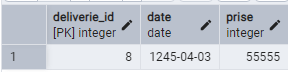 deliverie_id date prise
[PK] integer date integer
1 8 1245-04-03 55555